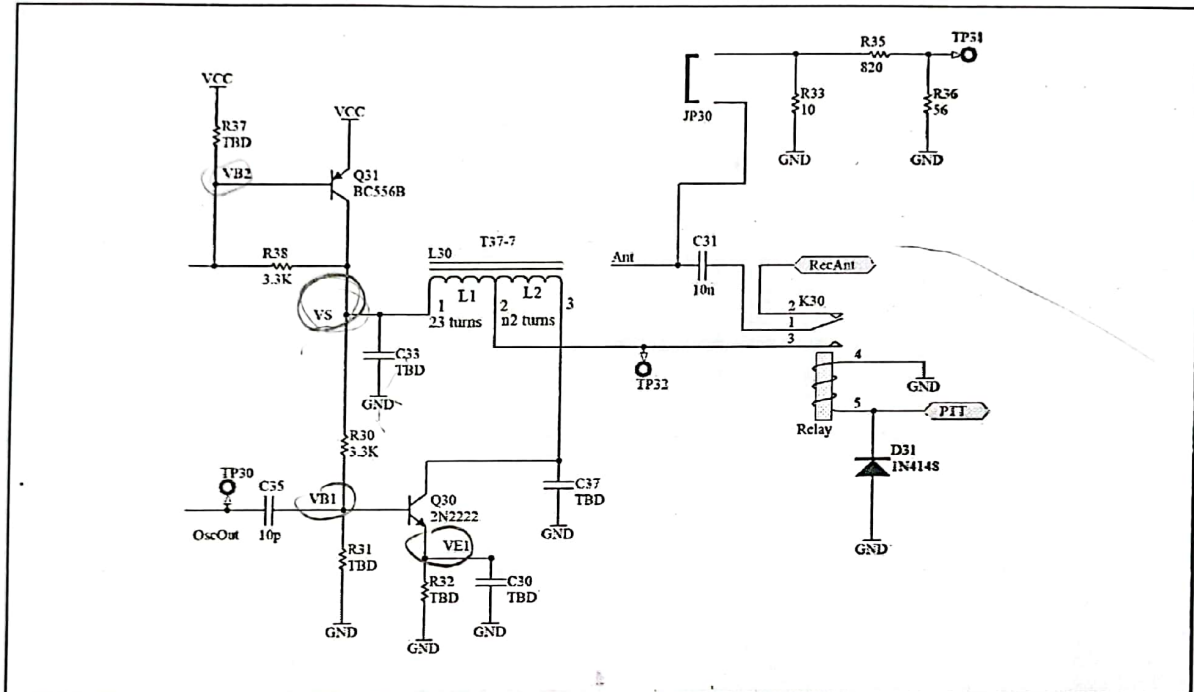 TP31
R35
820
R33
10
R36
56
JP30
GND
GND
VCC
VCC
R37
TBD
VB2
Q31
BC556B
R38
3.3K
L30
T37-7
L1
L2
1
2
3
23 turns
n2 turns
VS
C33
TBD
GND
Ant
C31
10n
RecAnt
2
K30
1
3
TP32
4
GND
5
PTT
Relay
D31
1N4148
GND
R30
3.3K
TP30
C35
VB1
OscOut
10p
Q30
2N2222
C37
TBD
GND
VE1
R31
TBD
R32
TBD
C30
TBD
GND
GND
GND